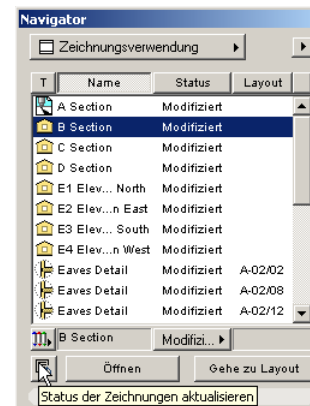 Navigator
Zeichnungsverwendung
T Name Status Layout
A Section Modifiziert
B Section Modifiziert
C Section Modifiziert
D Section Modifiziert
E1 Elev... North Modifiziert
E2 Elev...n East Modifiziert
E3 Elev... South Modifiziert
E4 Elev...n West Modifiziert
Eaves Detail Modifiziert A-02/02
Eaves Detail Modifiziert A-02/08
Eaves Detail Modifiziert A-02/12
B Section Modifizi...
Öffnen Gehe zu Layout
Status der Zeichnungen aktualisieren